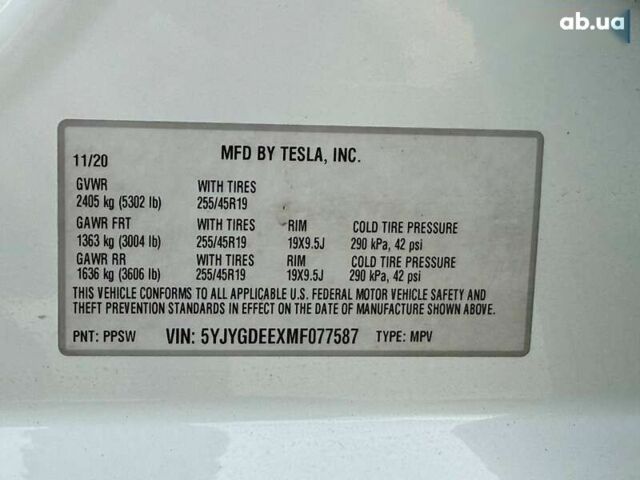 ab.ua
11/20 MFD BY TESLA, INC.
GVWR WITH TIRES
2405 kg (5302 lb) 255/45R19
GAWR FRT WITH TIRES RIM COLD TIRE PRESSURE
1363 kg (3004 lb) 255/45R19 19X9.5J 290 kPa, 42 psi
GAWR RR WITH TIRES RIM COLD TIRE PRESSURE
1636 kg (3606 lb) 255/45R19 19X9.5J 290 kPa, 42 psi
THIS VEHICLE CONFORMS TO ALL APPLICABLE U.S. FEDERAL MOTOR VEHICLE SAFETY AND
THEFT PREVENTION STANDARDS IN EFFECT ON THE DATE OF MANUFACTURE SHOWN ABOVE.
PNT: PPSW VIN: 5YJYGDEEXMF077587 TYPE: MPV